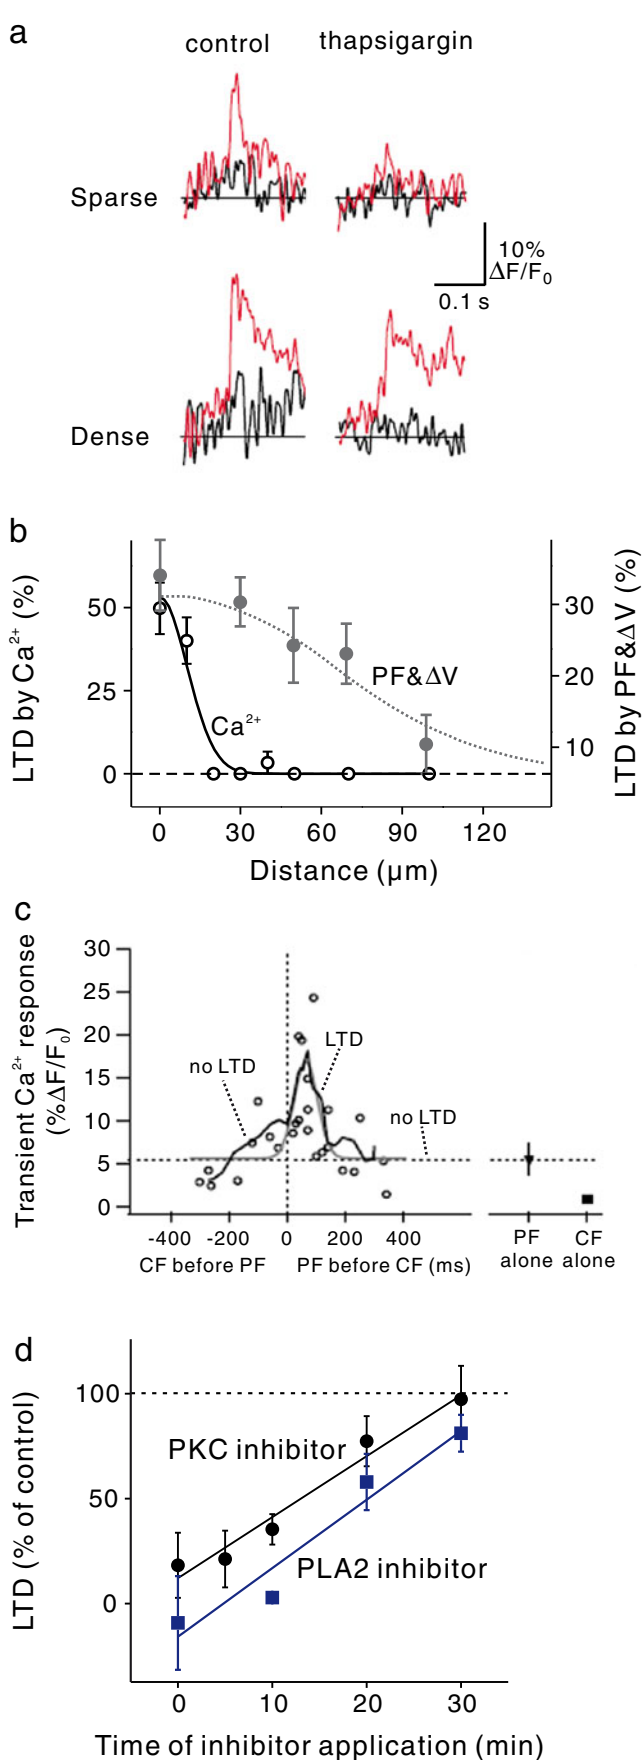 a
control thapsigargin
Sparse
10%
ΔF/F₀
0.1 s
Dense
b
LTD by Ca²⁺ (%)
50
25
0
LTD by PF&ΔV (%)
30
20
10
PF&ΔV
Ca²⁺
0 30 60 90 120
Distance (μm)
c
Transient Ca²⁺ response
(%ΔF/F₀)
30
25
20
15
10
5
0
no LTD
LTD
no LTD
-400 -200 0 200 400
CF before PF PF before CF (ms)
PF CF
alone alone
d
LTD (% of control)
100
50
0
PKC inhibitor
PLA2 inhibitor
0 10 20 30
Time of inhibitor application (min)